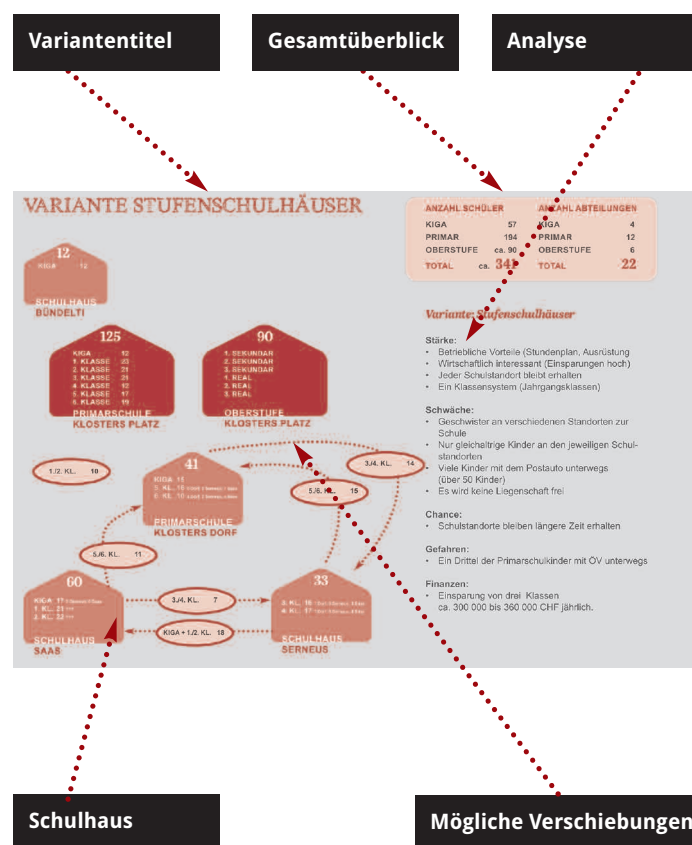 Variantentitel
Gesamtüberblick
Analyse
VARIANTE STUFENSCHULHÄUSER
ANZAHL SCHÜLER
KIGA 57
PRIMAR 194
OBERSTUFE ca. 90
TOTAL ca. 341
ANZAHL ABTEILUNGEN
KIGA 4
PRIMAR 12
OBERSTUFE 6
TOTAL 22
12
KIGA 12
SCHULHAUS
BÜNDELTI
125
KIGA 12
1. KLASSE 23
2. KLASSE 21
3. KLASSE 21
4. KLASSE 12
5. KLASSE 17
6. KLASSE 19
PRIMARSCHULE
KLOSTERS PLATZ
90
1. SEKUNDAR
2. SEKUNDAR
3. SEKUNDAR
1. REAL
2. REAL
3. REAL
OBERSTUFE
KLOSTERS PLATZ
Variante: Stufenschulhäuser
Stärke:
• Betriebliche Vorteile (Stundenplan, Ausrüstung
• Wirtschaftlich interessant (Einsparungen hoch)
• Jeder Schulstandort bleibt erhalten
• Ein Klassensystem (Jahrgangsklassen)
Schwäche:
• Geschwister an verschiedenen Standorten zur
Schule
• Nur gleichaltrige Kinder an den jeweiligen Schul-
standorten
• Viele Kinder mit dem Postauto unterwegs
(über 50 Kinder)
• Es wird keine Liegenschaft frei
Chance:
• Schulstandorte bleiben längere Zeit erhalten
Gefahren:
• Ein Drittel der Primarschulkinder mit ÖV unterwegs
Finanzen:
• Einsparung von drei Klassen
ca. 300 000 bis 360 000 CHF jährlich.
1./2. KL. 10
41
KIGA
5. KL.
6. KL.
PRIMARSCHULE
KLOSTERS DORF
3./4. KL. 14
5./6. KL. 15
5./6. KL. 11
60
KIGA 17
1. KL. 21
2. KL. 22
SCHULHAUS
SAAS
3./4. KL. 7
KIGA + 1./2. KL. 18
33
3. KL. 16
4. KL. 17
SCHULHAUS
SERNEUS
Schulhaus
Mögliche Verschiebungen